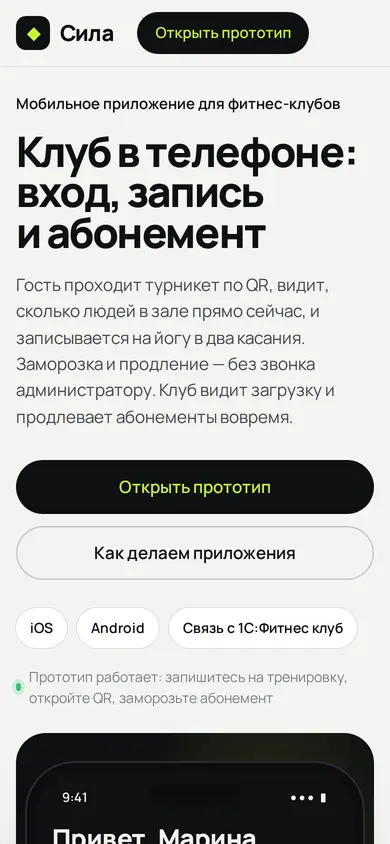 Сила
Открыть прототип
Мобильное приложение для фитнес-клубов
Клуб в телефоне:
вход, запись
и абонемент
Гость проходит турникет по QR, видит,
сколько людей в зале прямо сейчас, и
записывается на йогу в два касания.
Заморозка и продление — без звонка
администратору. Клуб видит загрузку и
продлевает абонементы вовремя.
Открыть прототип
Как делаем приложения
iOS
Android
Связь с 1С:Фитнес клуб
Прототип работает: запишитесь на тренировку,
откройте QR, заморозьте абонемент
9:41
Привет, Марина